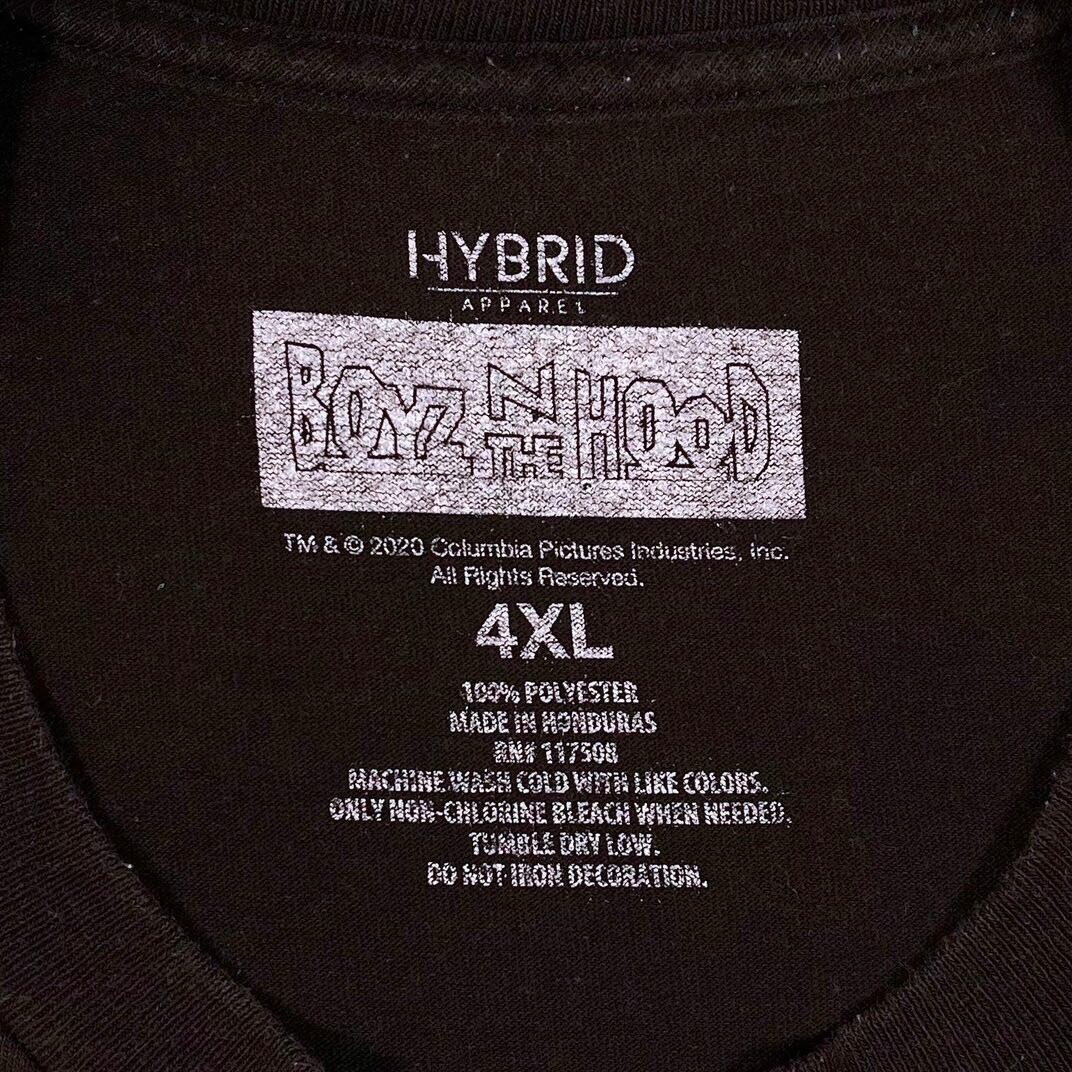 HYBRID
APPAREL
BOYZ N THE HOOD
TM & © 2020 Columbia Pictures Industries, Inc.
All Rights Reserved.
4XL
100% POLYESTER
MADE IN HONDURAS
RN# 117508
MACHINE WASH COLD WITH LIKE COLORS.
ONLY NON-CHLORINE BLEACH WHEN NEEDED.
TUMBLE DRY LOW.
DO NOT IRON DECORATION.